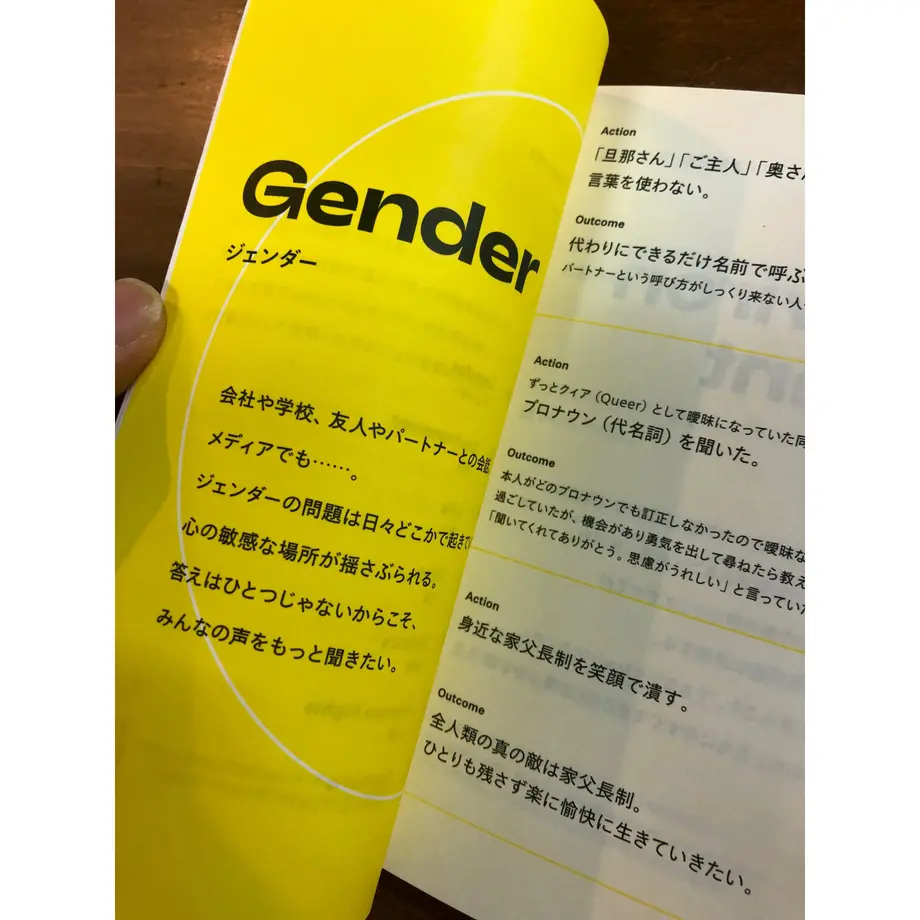 Gender
ジェンダー
会社や学校、友人やパートナーとの会話
メディアでも……。
ジェンダーの問題は日々どこかで起きて
心の敏感な場所が揺さぶられる。
答えはひとつじゃないからこそ、
みんなの声をもっと聞きたい。
Action
「旦那さん」「ご主人」「奥さ
言葉を使わない。
Outcome
代わりにできるだけ名前で呼ぶ
パートナーという呼び方がしっくり来ない人
Action
ずっとクィア（Queer）として曖昧になっていた同
プロナウン（代名詞）を聞いた。
Outcome
本人がどのプロナウンでも訂正しなかったので曖昧な
過ごしていたが、機会があり勇気を出して尋ねたら教え
「聞いてくれてありがとう。思慮がうれしい」と言ってい
Action
身近な家父長制を笑顔で潰す。
Outcome
全人類の真の敵は家父長制。
ひとりも残さず楽に愉快に生きていきたい。